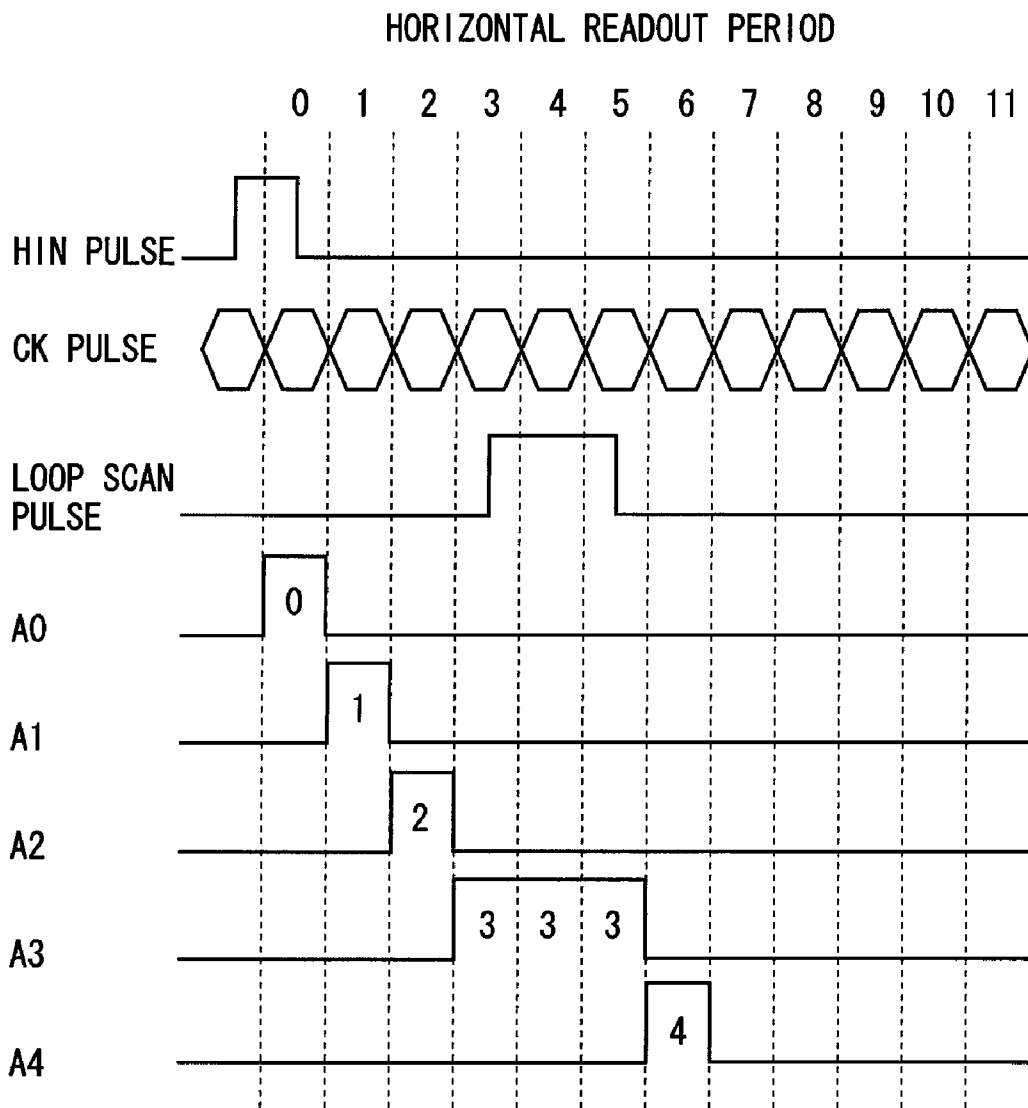 HORIZONTAL READOUT PERIOD
0 1 2 3 4 5 6 7 8 9 10 11
HIN PULSE
CK PULSE
LOOP SCAN
PULSE
A0 0
A1 1
A2 2
A3 3 3 3
A4 4